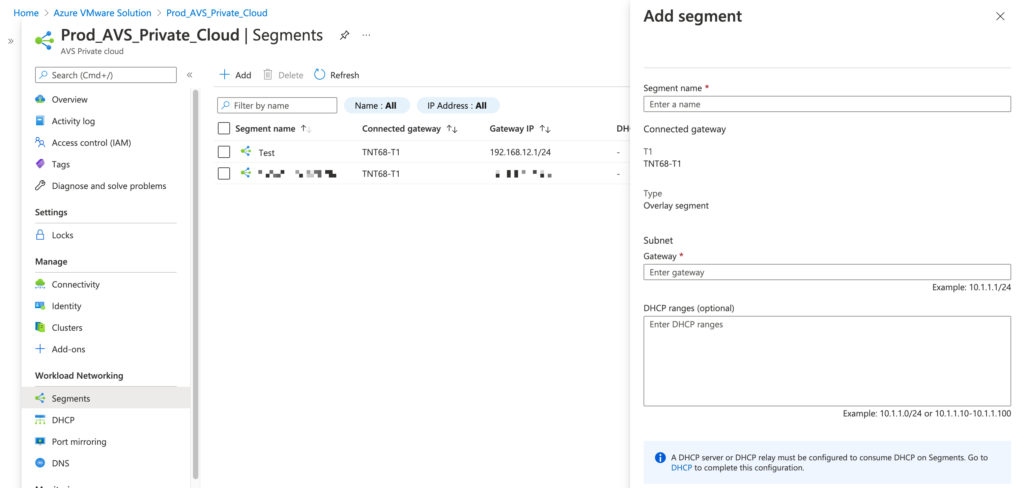 Home > Azure VMware Solution > Prod_AVS_Private_Cloud
Prod_AVS_Private_Cloud | Segments
AVS Private cloud
Search (Cmd+/)
Overview
Activity log
Access control (IAM)
Tags
Diagnose and solve problems
Settings
Locks
Manage
Connectivity
Identity
Clusters
Add-ons
Workload Networking
Segments
DHCP
Port mirroring
DNS
Add Delete Refresh
Filter by name
Name : All IP Address : All
Segment name Connected gateway Gateway IP
Test TNT68-T1 192.168.12.1/24 -
TNT68-T1 -
Add segment
Segment name *
Enter a name
Connected gateway
T1
TNT68-T1
Type
Overlay segment
Subnet
Gateway *
Enter gateway
Example: 10.1.1.1/24
DHCP ranges (optional)
Enter DHCP ranges
Example: 10.1.1.0/24 or 10.1.1.10-10.1.1.100
A DHCP server or DHCP relay must be configured to consume DHCP on Segments. Go to
DHCP to complete this configuration.